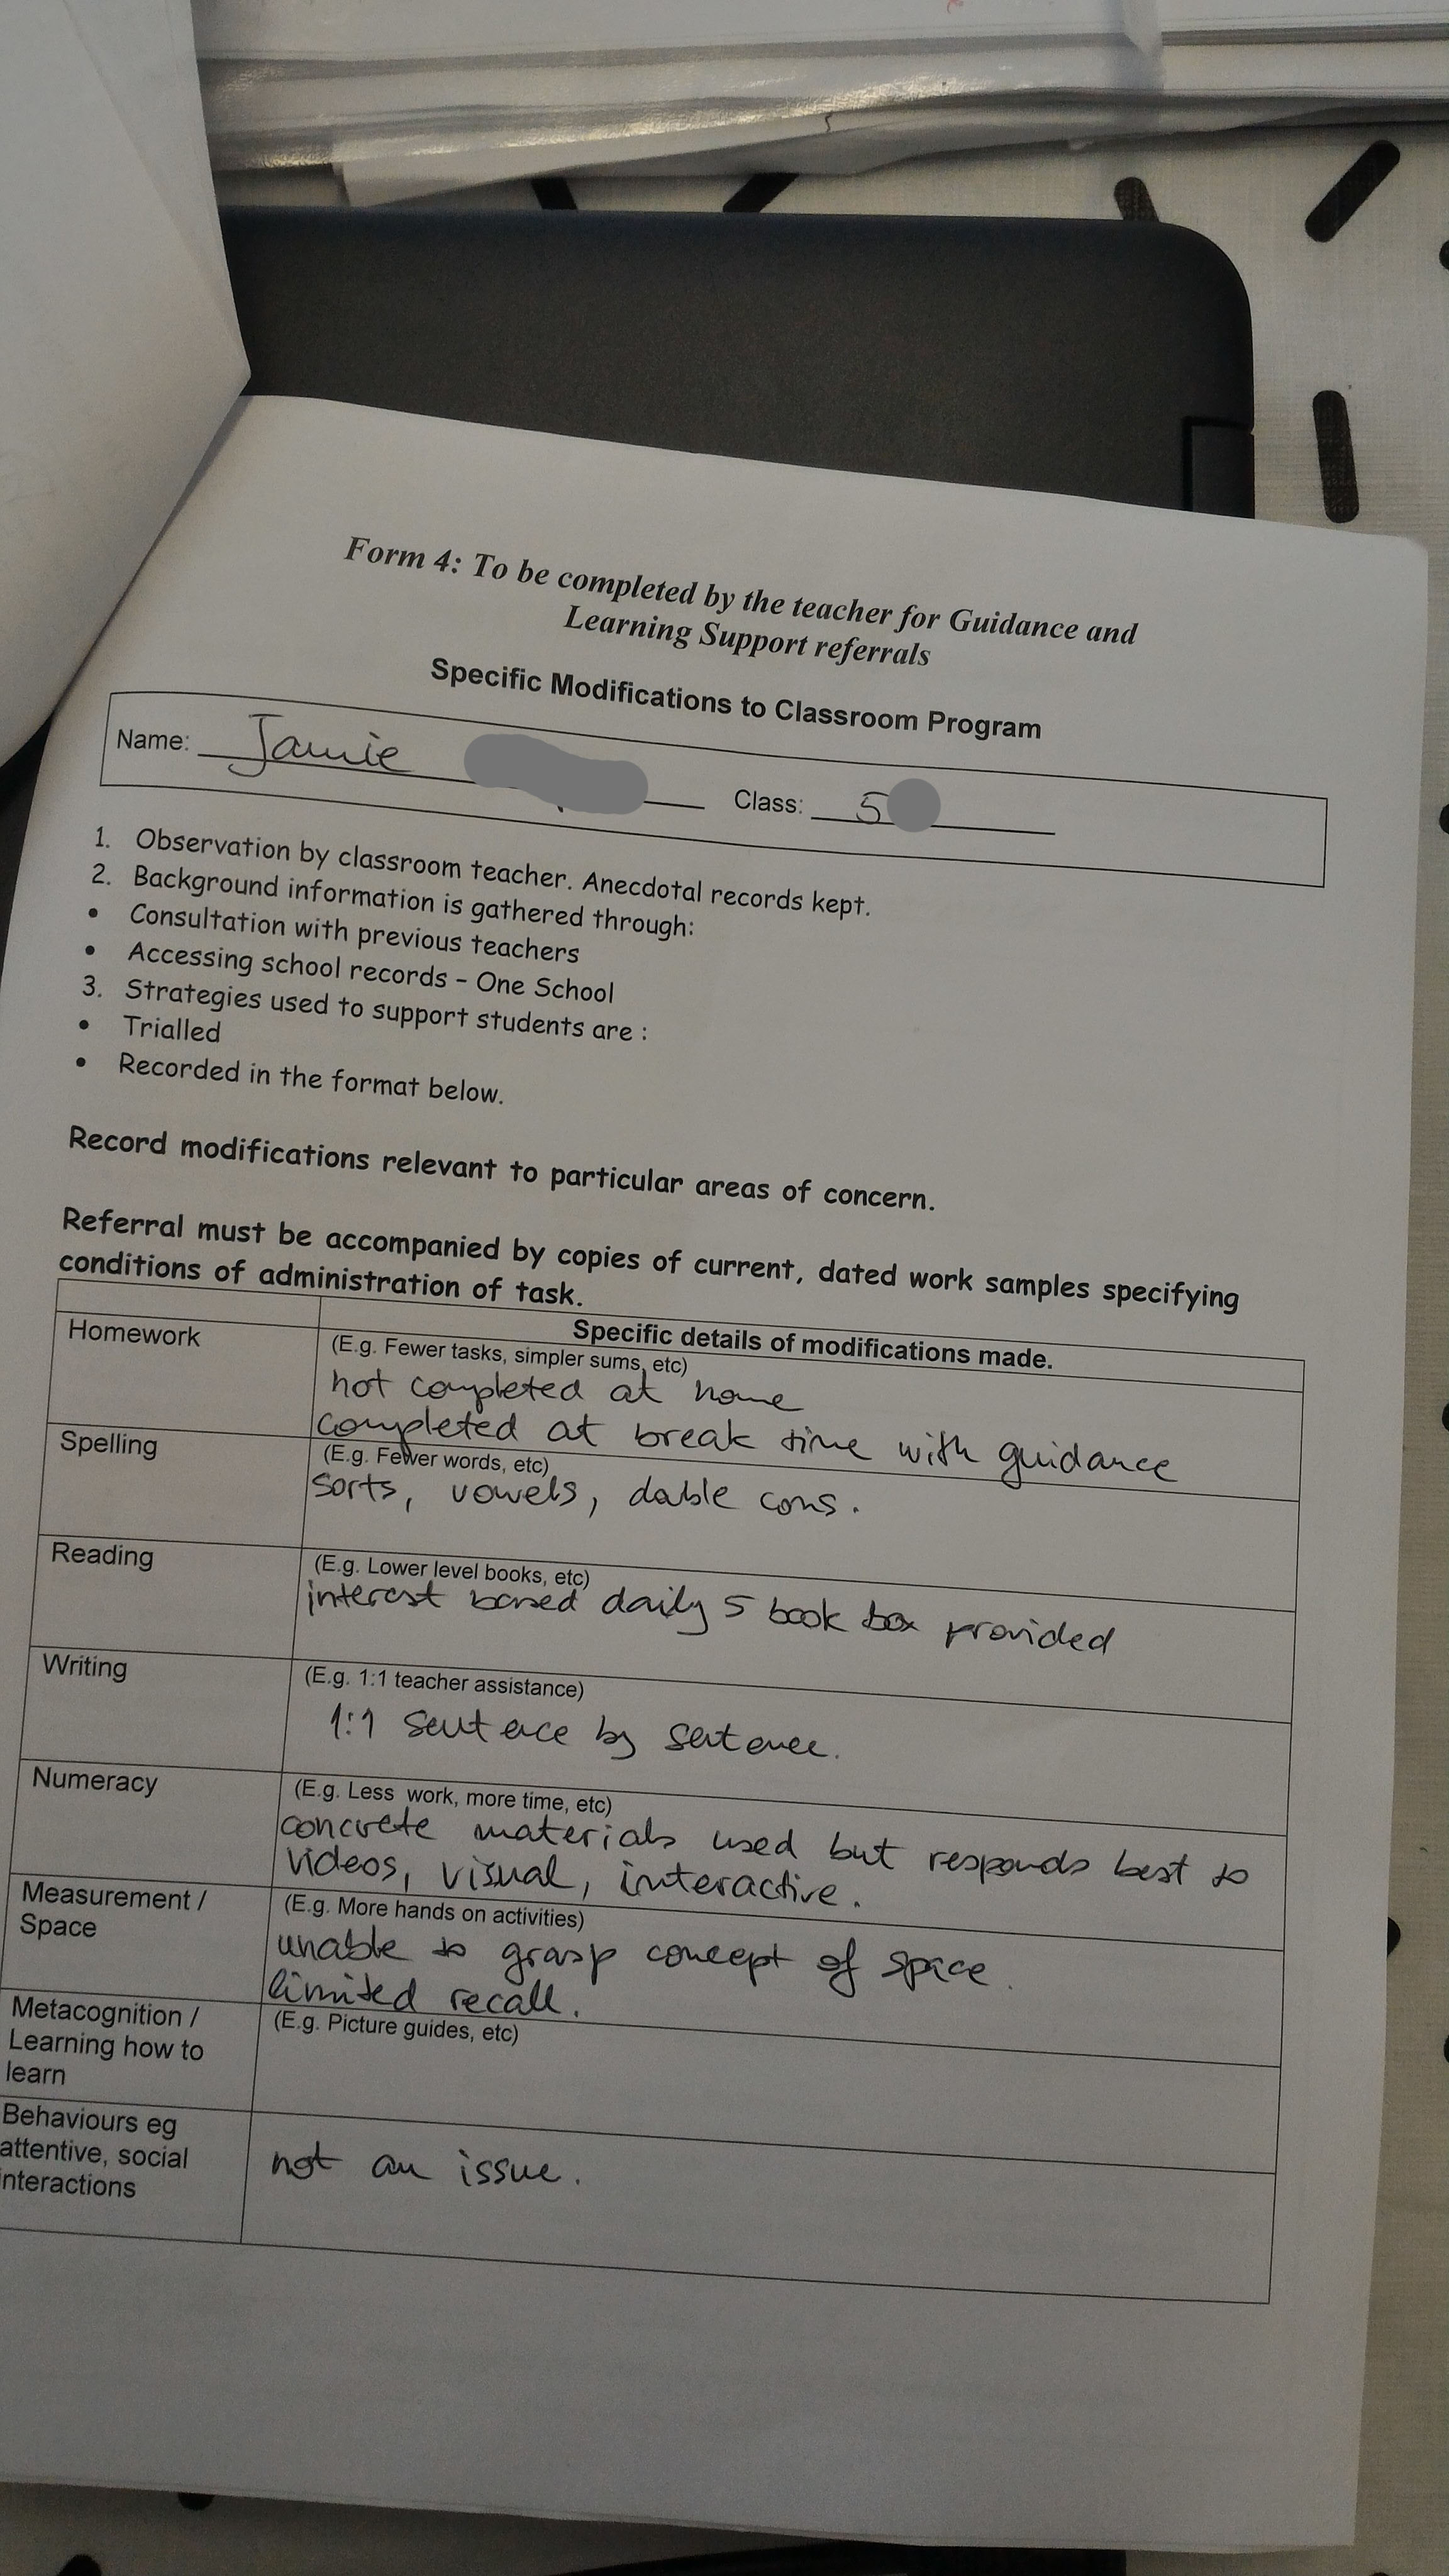 Form 4: To be completed by the teacher for Guidance and
Learning Support referrals
Specific Modifications to Classroom Program
Name: Jamie Class: 5
1. Observation by classroom teacher. Anecdotal records kept.
2. Background information is gathered through:
• Consultation with previous teachers
• Accessing school records – One School
3. Strategies used to support students are :
• Trialled
• Recorded in the format below.
Record modifications relevant to particular areas of concern.
Referral must be accompanied by copies of current, dated work samples specifying
conditions of administration of task.
Specific details of modifications made.
Homework
(E.g. Fewer tasks, simpler sums, etc)
not completed at home
completed at break time with guidance
Spelling
(E.g. Fewer words, etc)
sorts, vowels, dable cons.
Reading
(E.g. Lower level books, etc)
interest based daily 5 book box provided
Writing
(E.g. 1:1 teacher assistance)
1:1 sentence by sentence.
Numeracy
(E.g. Less work, more time, etc)
concrete materials used but responds best to
videos, visual, interactive.
Measurement /
Space
(E.g. More hands on activities)
unable to grasp concept of space.
limited recall.
Metacognition /
Learning how to
learn
(E.g. Picture guides, etc)
Behaviours eg
attentive, social
nteractions
not an issue.